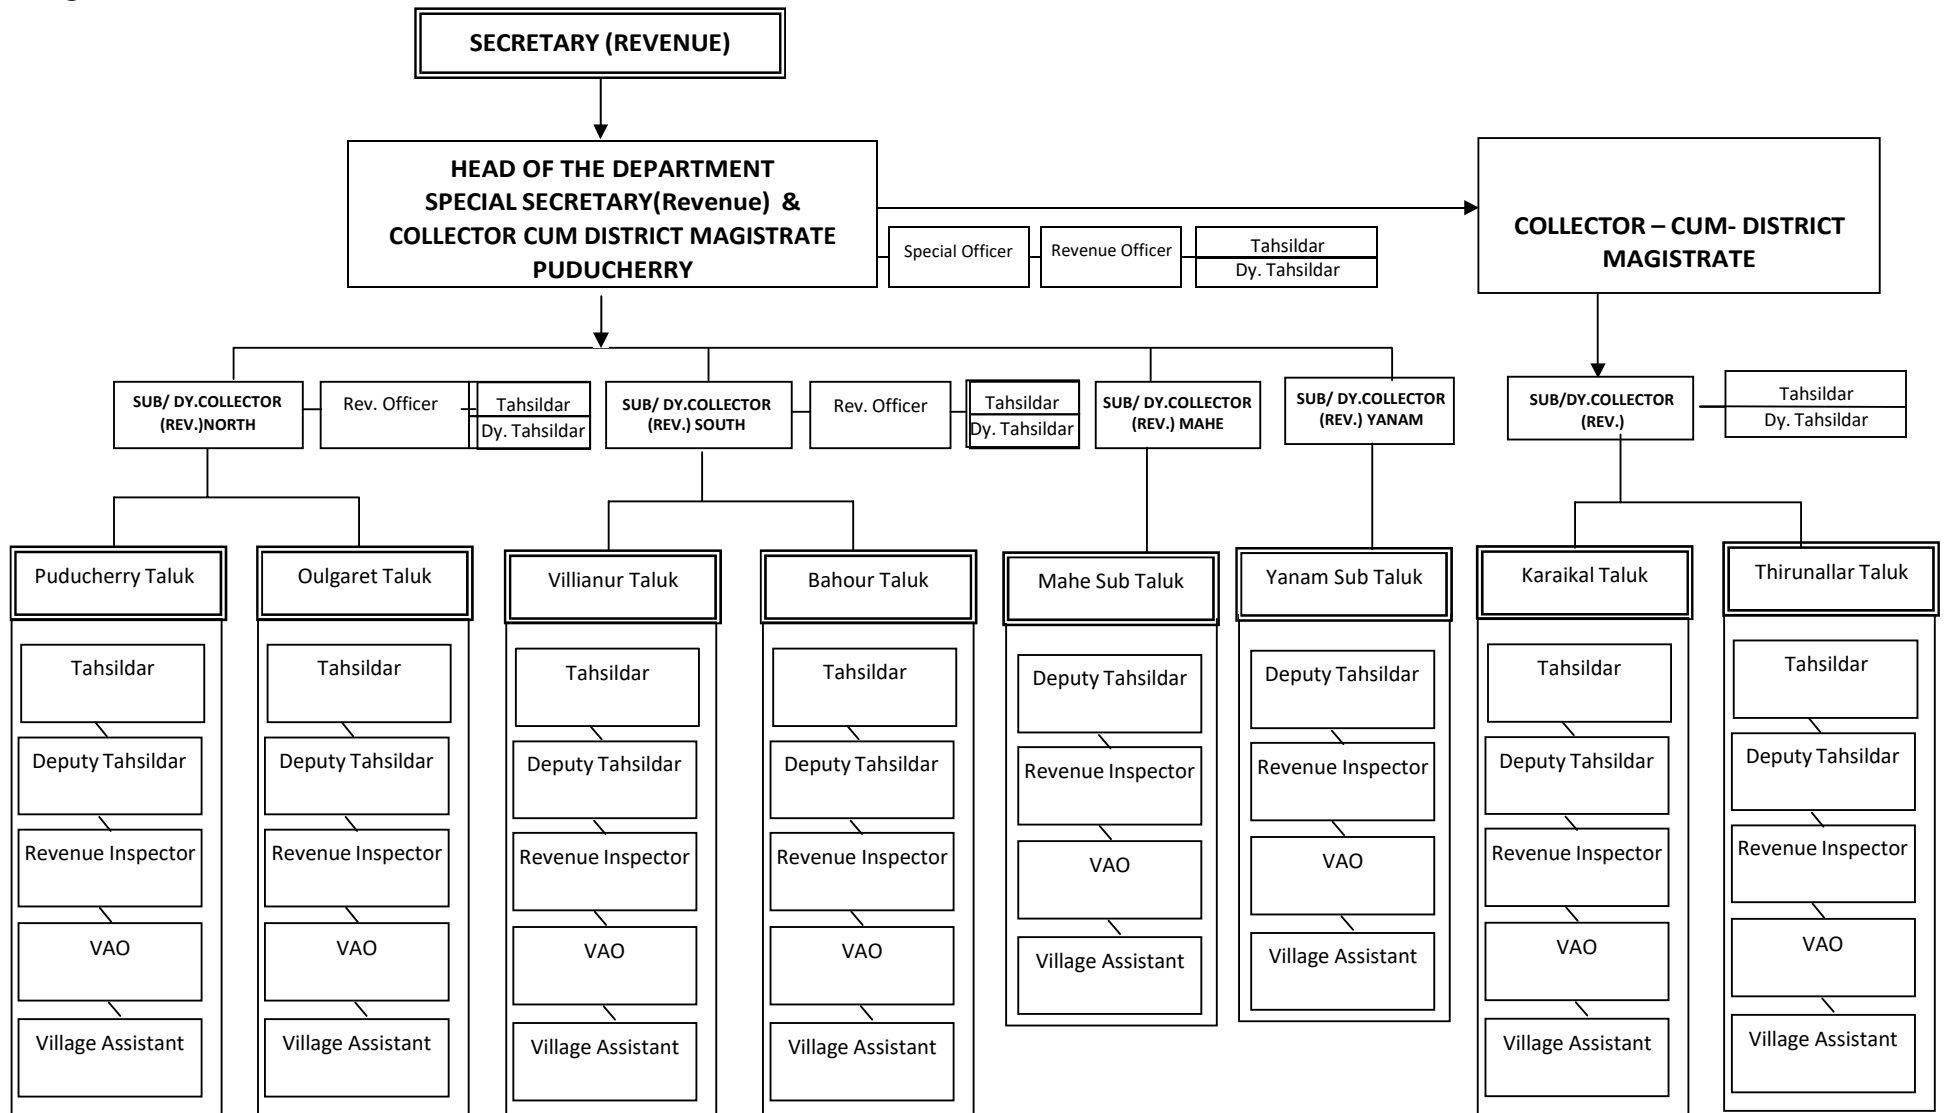 SECRETARY (REVENUE)
HEAD OF THE DEPARTMENT
SPECIAL SECRETARY(Revenue) &
COLLECTOR CUM DISTRICT MAGISTRATE
PUDUCHERRY
Special Officer
Revenue Officer
Tahsildar
Dy. Tahsildar
COLLECTOR – CUM- DISTRICT
MAGISTRATE
SUB/ DY.COLLECTOR
(REV.)NORTH
Rev. Officer
Tahsildar
Dy. Tahsildar
SUB/ DY.COLLECTOR
(REV.) SOUTH
Rev. Officer
Tahsildar
Dy. Tahsildar
SUB/ DY.COLLECTOR
(REV.) MAHE
SUB/ DY.COLLECTOR
(REV.) YANAM
SUB/DY.COLLECTOR
(REV.)
Tahsildar
Dy. Tahsildar
Puducherry Taluk
Tahsildar
Deputy Tahsildar
Revenue Inspector
VAO
Village Assistant
Oulgaret Taluk
Tahsildar
Deputy Tahsildar
Revenue Inspector
VAO
Village Assistant
Villianur Taluk
Tahsildar
Deputy Tahsildar
Revenue Inspector
VAO
Village Assistant
Bahour Taluk
Tahsildar
Deputy Tahsildar
Revenue Inspector
VAO
Village Assistant
Mahe Sub Taluk
Deputy Tahsildar
Revenue Inspector
VAO
Village Assistant
Yanam Sub Taluk
Deputy Tahsildar
Revenue Inspector
VAO
Village Assistant
Karaikal Taluk
Tahsildar
Deputy Tahsildar
Revenue Inspector
VAO
Village Assistant
Thirunallar Taluk
Tahsildar
Deputy Tahsildar
Revenue Inspector
VAO
Village Assistant